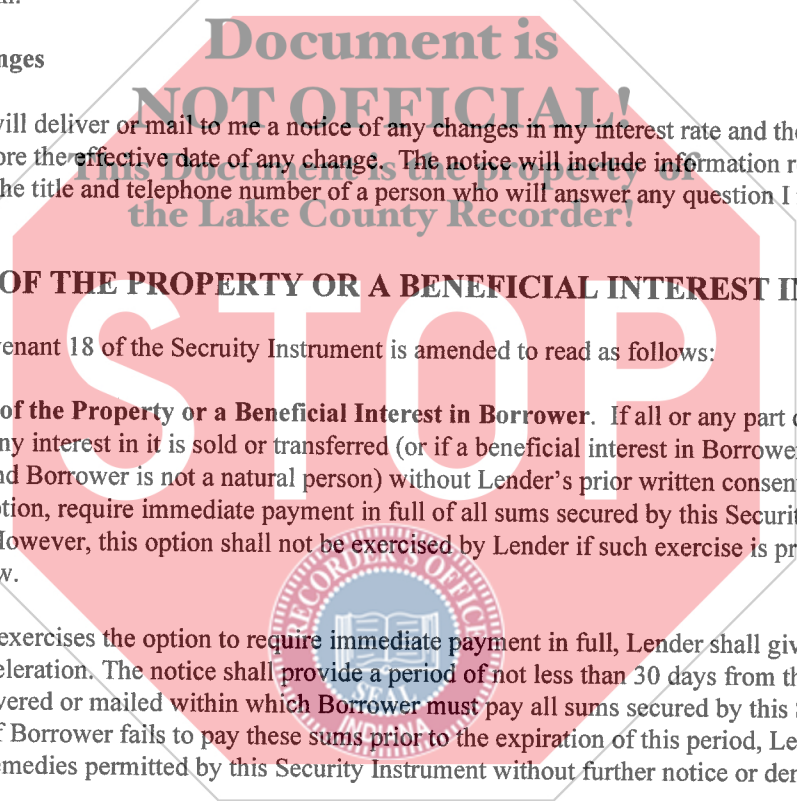 Document is
nges
NOT OFFICIAL!
will deliver or mail to me a notice of any changes in my interest rate and the
ore the effective date of any change. The notice will include information r
This Document is the property of
he title and telephone number of a person who will answer any question I
the Lake County Recorder!
OF THE PROPERTY OR A BENEFICIAL INTEREST IN
STOP
enant 18 of the Secruity Instrument is amended to read as follows:
of the Property or a Beneficial Interest in Borrower. If all or any part
ny interest in it is sold or transferred (or if a beneficial interest in Borrower
nd Borrower is not a natural person) without Lender's prior written consen
tion, require immediate payment in full of all sums secured by this Securit
However, this option shall not be exercised by Lender if such exercise is pr
w.
RECORDER'S OFFICE
exercises the option to require immediate payment in full, Lender shall giv
eleration. The notice shall provide a period of not less than 30 days from th
SEAL
vered or mailed within which Borrower must pay all sums secured by this
INDIANA
f Borrower fails to pay these sums prior to the expiration of this period, Le
emedies permitted by this Security Instrument without further notice or der